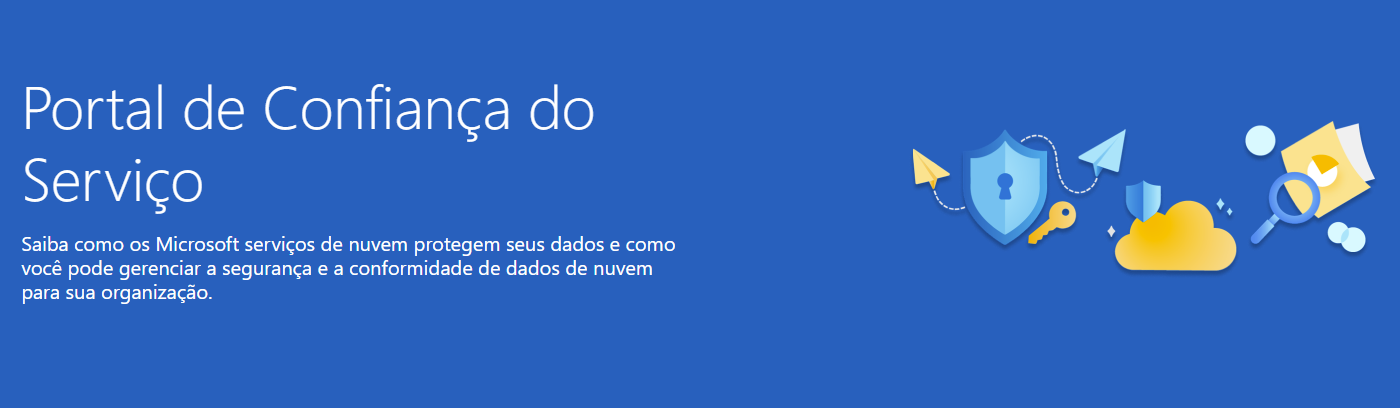 Portal de Confiança do
Serviço
Saiba como os Microsoft serviços de nuvem protegem seus dados e como
você pode gerenciar a segurança e a conformidade de dados de nuvem
para sua organização.